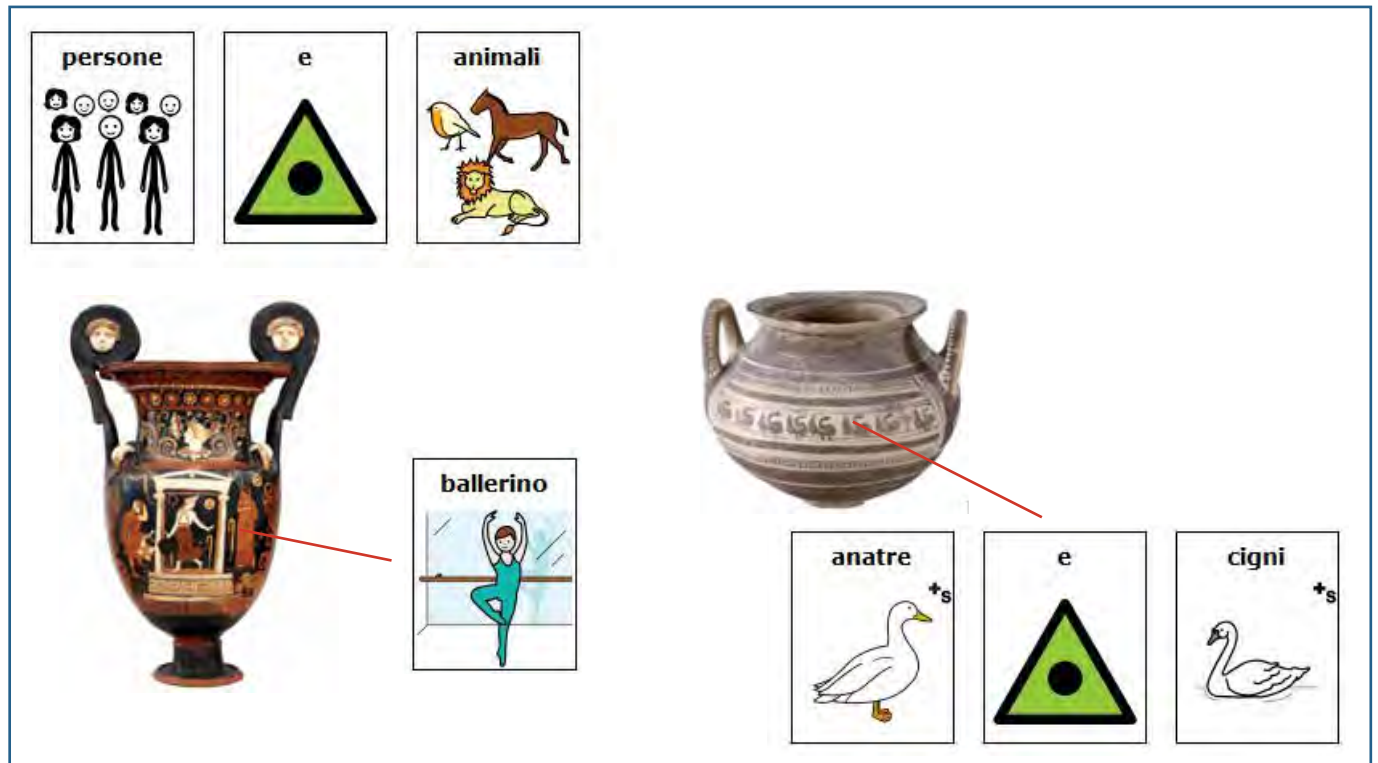 persone e animali
ballerino
anatre e cigni
+s +s